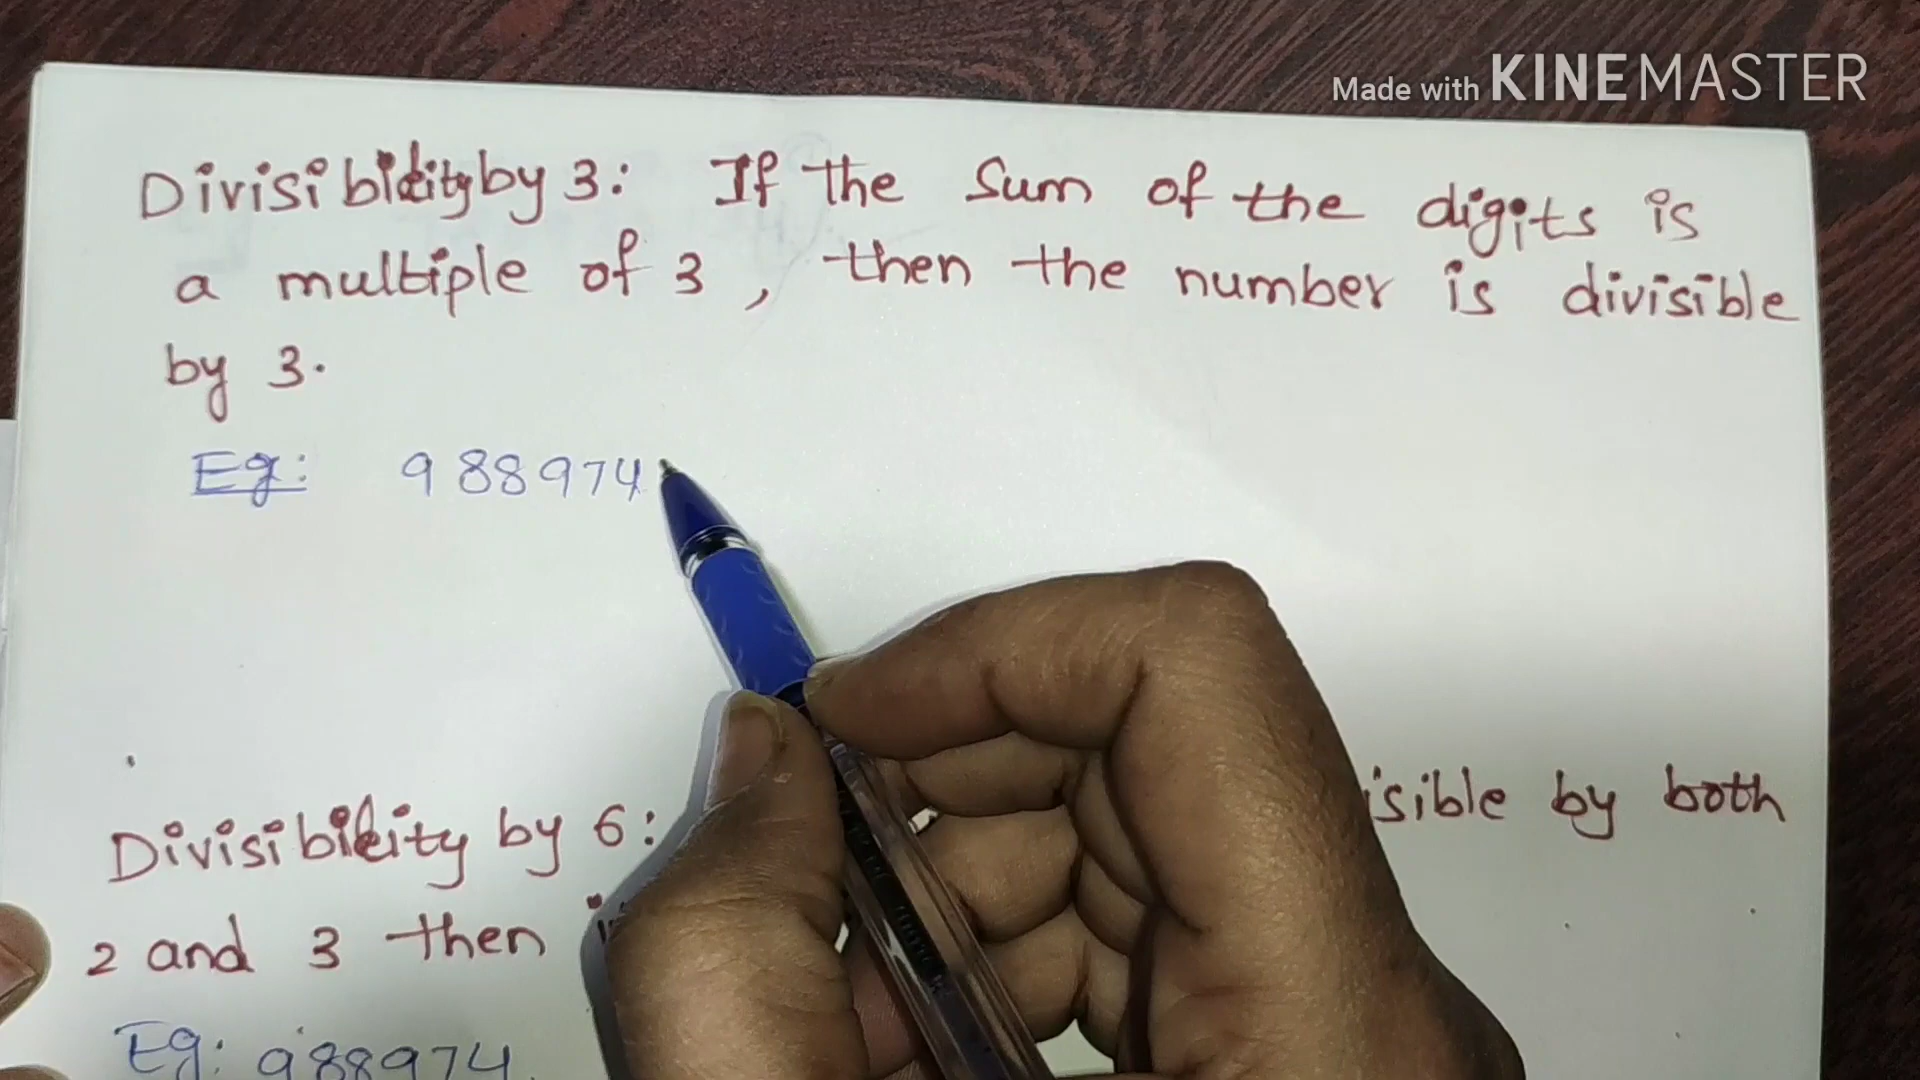 Made with KINEMASTER
Divisibility by 3: If the Sum of the digits is
a multiple of 3, then the number is divisible
by 3.
Eg: 988974
Divisibility by 6: isible by both
2 and 3 then
Eg: 988974